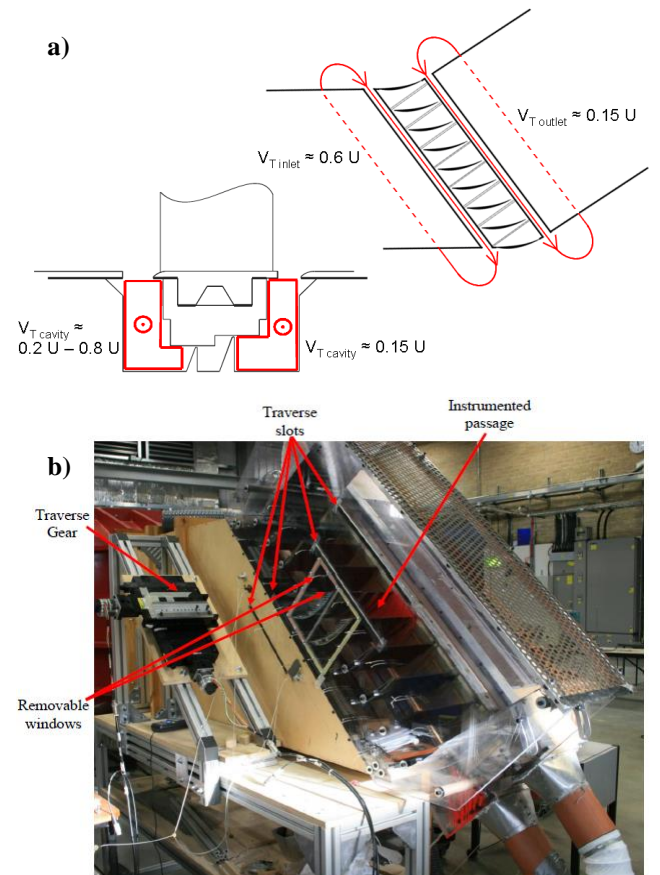 a)
V_T outlet ≈ 0.15 U
V_T inlet ≈ 0.6 U
V_T cavity ≈
0.2 U – 0.8 U
V_T cavity ≈ 0.15 U
b)
Traverse
slots
Instrumented
passage
Traverse
Gear
Removable
windows